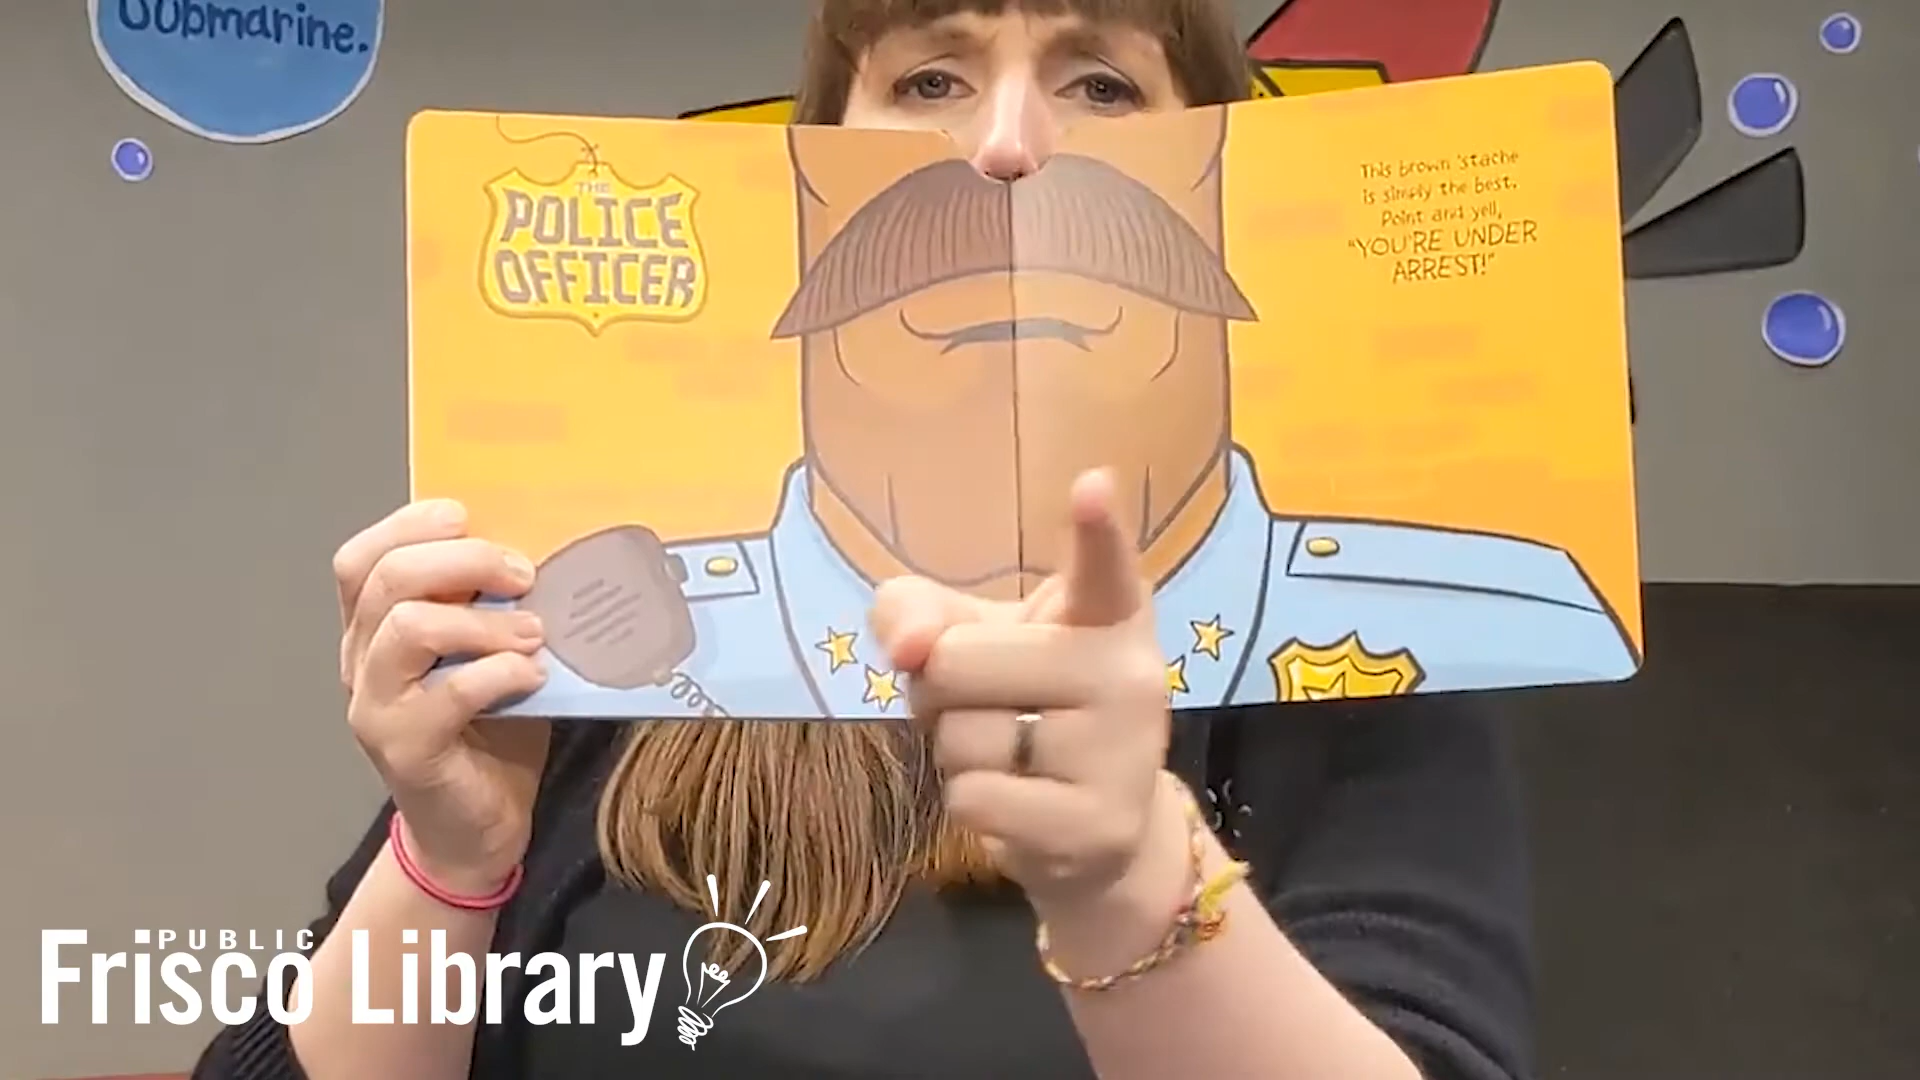 Submarine.
THE
POLICE
OFFICER
This brown 'stache
is simply the best.
Point and yell,
"YOU'RE UNDER
ARREST!"
PUBLIC
Frisco Library